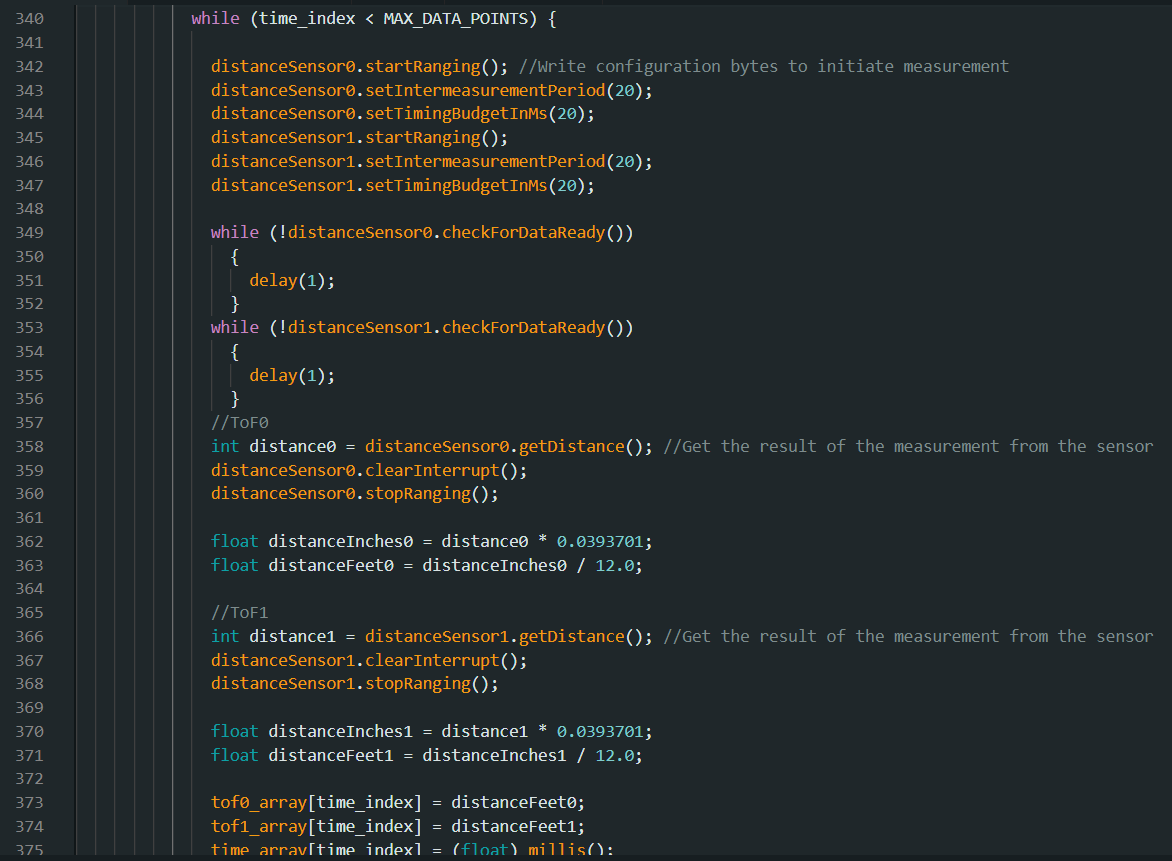 340 while (time_index < MAX_DATA_POINTS) {
341
342 distanceSensor0.startRanging(); //Write configuration bytes to initiate measurement
343 distanceSensor0.setIntermeasurementPeriod(20);
344 distanceSensor0.setTimingBudgetInMs(20);
345 distanceSensor1.startRanging();
346 distanceSensor1.setIntermeasurementPeriod(20);
347 distanceSensor1.setTimingBudgetInMs(20);
348
349 while (!distanceSensor0.checkForDataReady())
350 {
351 delay(1);
352 }
353 while (!distanceSensor1.checkForDataReady())
354 {
355 delay(1);
356 }
357 //ToF0
358 int distance0 = distanceSensor0.getDistance(); //Get the result of the measurement from the sensor
359 distanceSensor0.clearInterrupt();
360 distanceSensor0.stopRanging();
361
362 float distanceInches0 = distance0 * 0.0393701;
363 float distanceFeet0 = distanceInches0 / 12.0;
364
365 //ToF1
366 int distance1 = distanceSensor1.getDistance(); //Get the result of the measurement from the sensor
367 distanceSensor1.clearInterrupt();
368 distanceSensor1.stopRanging();
369
370 float distanceInches1 = distance1 * 0.0393701;
371 float distanceFeet1 = distanceInches1 / 12.0;
372
373 tof0_array[time_index] = distanceFeet0;
374 tof1_array[time_index] = distanceFeet1;
375 time_array[time_index] = (float) millis();